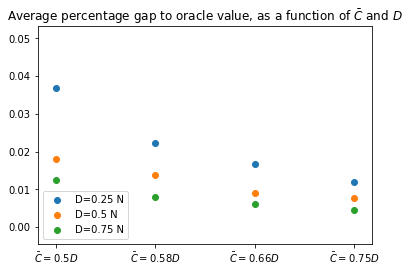 Average percentage gap to oracle value, as a function of C̄ and D
0.05
0.04
0.03
0.02
0.01
0.00
D=0.25 N
D=0.5 N
D=0.75 N
C̄ = 0.5D
C̄ = 0.58D
C̄ = 0.66D
C̄ = 0.75D